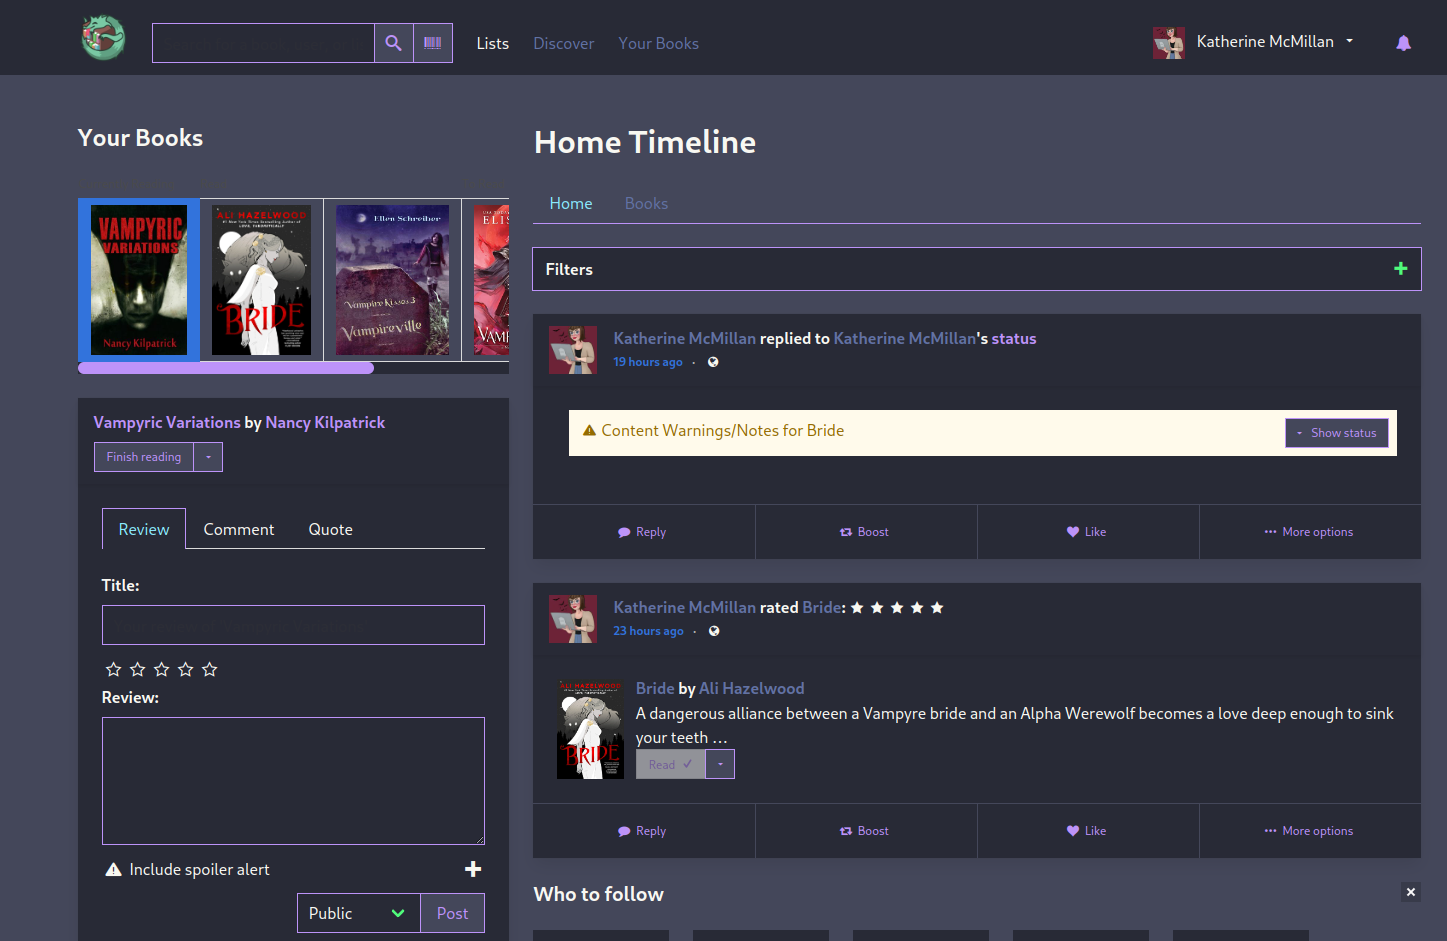 Lists Discover Your Books Katherine McMillan
Your Books
VAMPYRIC
VARIATIONS
Nancy Kilpatrick
ALI HAZELWOOD
BRIDE
Ellen Schreiber
Vampire Kisses 3
Vampireville
ELIS
VAMP
Vampyric Variations by Nancy Kilpatrick
Finish reading
Review Comment Quote
Title:
Review:
Include spoiler alert
Public Post
Home Timeline
Home Books
Filters
Katherine McMillan replied to Katherine McMillan's status
19 hours ago ·
Content Warnings/Notes for Bride
Show status
Reply Boost Like More options
Katherine McMillan rated Bride:
23 hours ago ·
ALI HAZELWOOD
BRIDE
Bride by Ali Hazelwood
A dangerous alliance between a Vampyre bride and an Alpha Werewolf becomes a love deep enough to sink
your teeth …
Read
Reply Boost Like More options
Who to follow